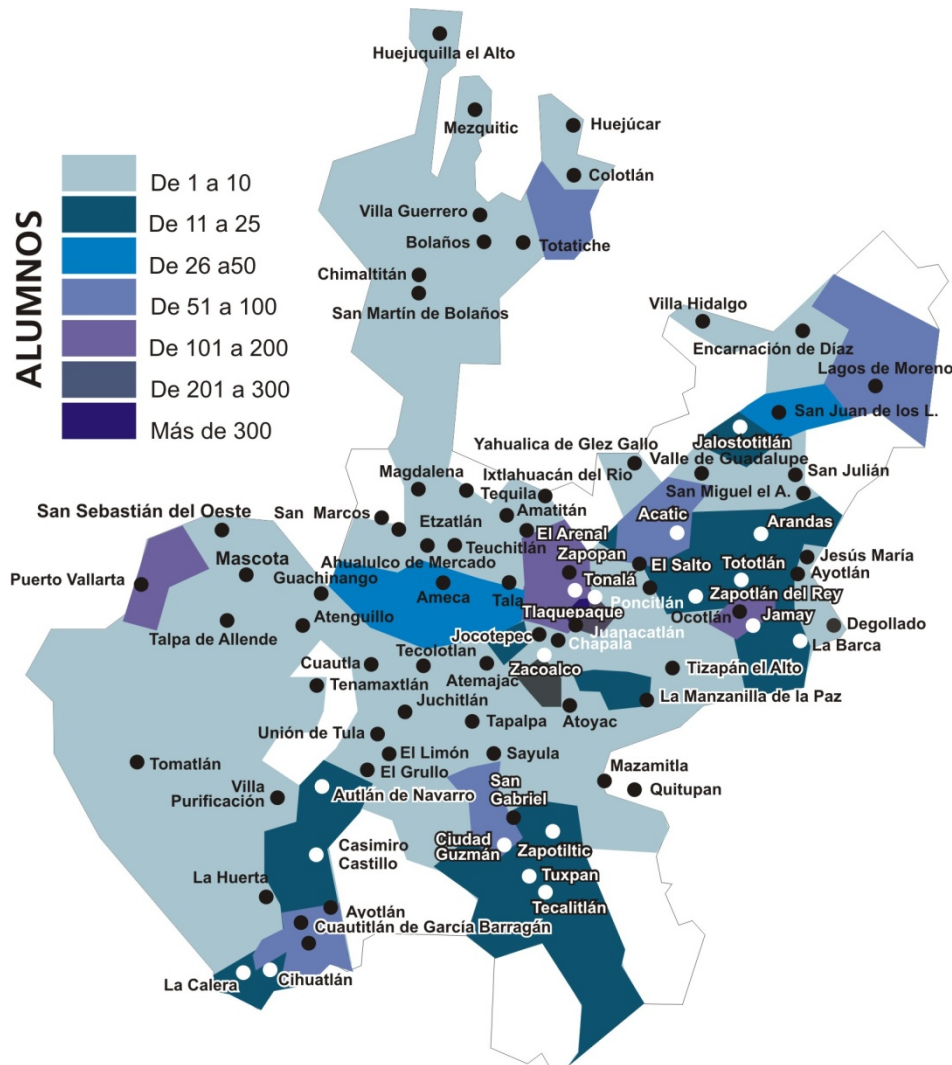 Huejuquilla el Alto
Mezquitic
Huejúcar
Colotlán
ALUMNOS
De 1 a 10
De 11 a 25
De 26 a50
De 51 a 100
De 101 a 200
De 201 a 300
Más de 300
Villa Guerrero
Bolaños
Totatiche
Chimaltitán
San Martín de Bolaños
Villa Hidalgo
Encarnación de Díaz
Lagos de Moreno
San Juan de los L.
Jalostotitlán
Yahualica de Glez Gallo
Valle de Guadalupe
Magdalena
Ixtlahuacán del Rio
San Julián
Tequila
San Miguel el A.
San Sebastián del Oeste
San Marcos
Etzatlán
Amatitán
Acatic
Arandas
El Arenal
Mascota
Ahualulco de Mercado
Teuchitlán
Zapopan
El Salto
Tototlán
Jesús María
Puerto Vallarta
Guachinango
Ameca
Tala
Tonalá
Poncitlán
Zapotlán del Rey
Ayotlán
Tlaquepaque
Ocotlán
Jamay
Talpa de Allende
Atenguillo
Jocotepec
Juanacatlán
Chapala
Degollado
La Barca
Cuautla
Tecolotlan
Zacoalco
Tizapán el Alto
Tenamaxtlán
Atemajac
La Manzanilla de la Paz
Juchitlán
Tapalpa
Atoyac
Unión de Tula
El Limón
Sayula
Tomatlán
El Grullo
Mazamitla
Villa
Purificación
Autlán de Navarro
San
Gabriel
Quitupan
Casimiro
Castillo
Ciudad
Guzmán
Zapotiltic
Tuxpan
La Huerta
Tecalitlán
Ayotlán
Cuautitlán de García Barragán
La Calera
Cihuatlán